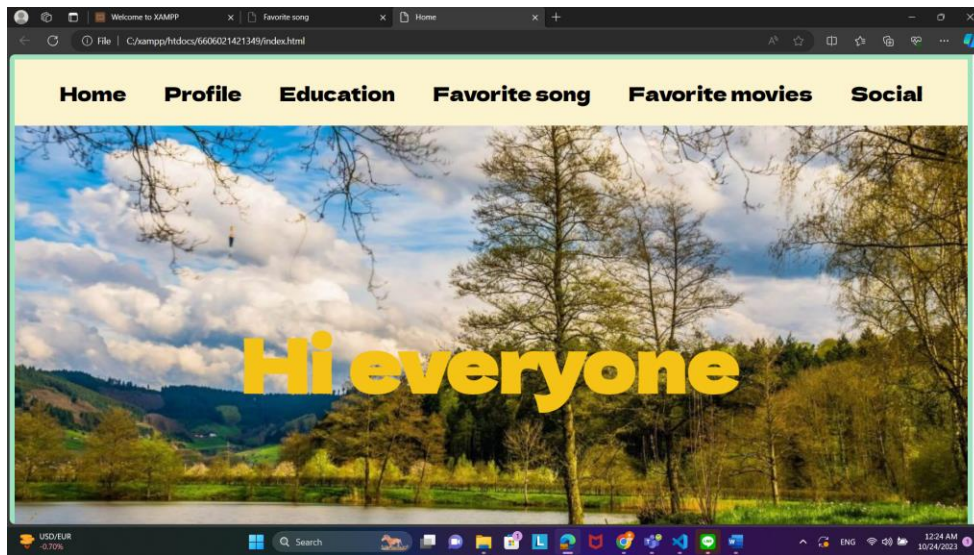 Welcome to XAMPP
Favorite song
Home
File | C:/xampp/htdocs/6606021421349/index.html
Home Profile Education Favorite song Favorite movies Social
Hi everyone
USD/EUR
-0.70%
Search
ENG
12:24 AM
10/24/2023